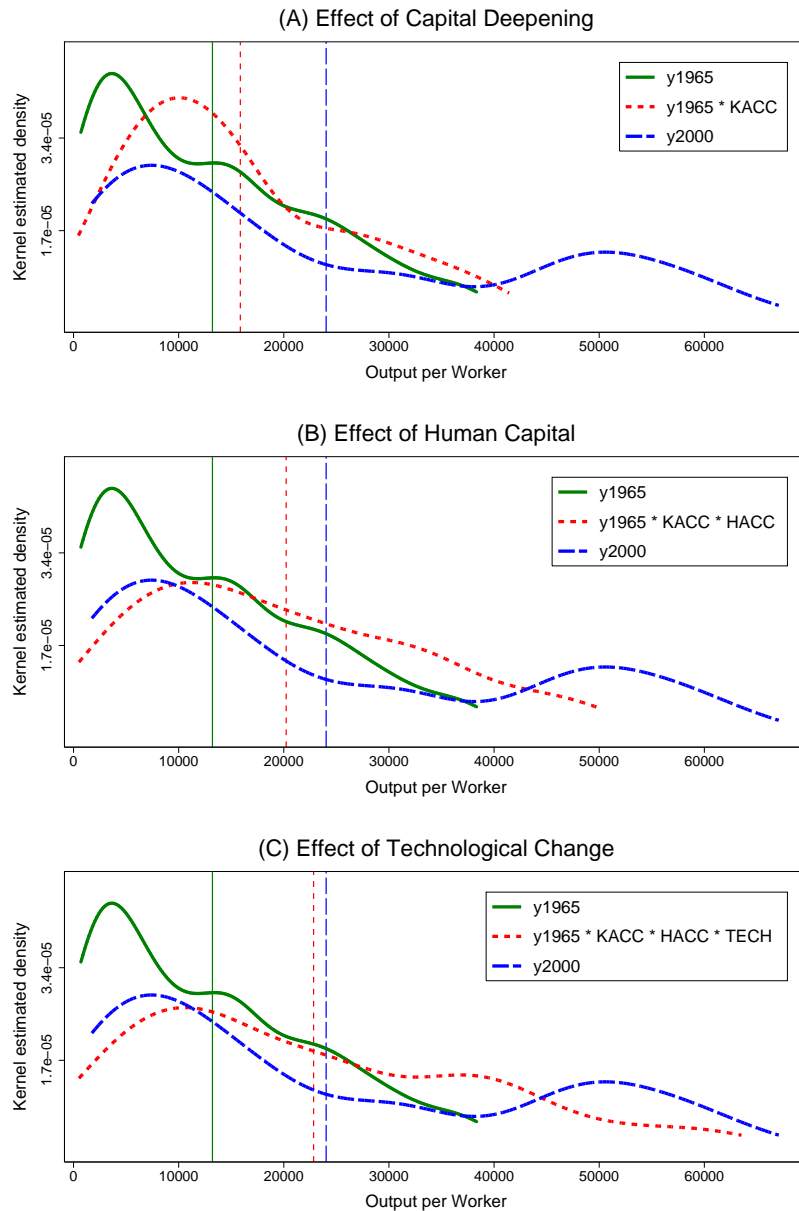 (A) Effect of Capital Deepening
y1965
y1965 * KACC
y2000
Kernel estimated density
3.4e−05
1.7e−05
0 10000 20000 30000 40000 50000 60000
Output per Worker
(B) Effect of Human Capital
y1965
y1965 * KACC * HACC
y2000
Kernel estimated density
3.4e−05
1.7e−05
0 10000 20000 30000 40000 50000 60000
Output per Worker
(C) Effect of Technological Change
y1965
y1965 * KACC * HACC * TECH
y2000
Kernel estimated density
3.4e−05
1.7e−05
0 10000 20000 30000 40000 50000 60000
Output per Worker